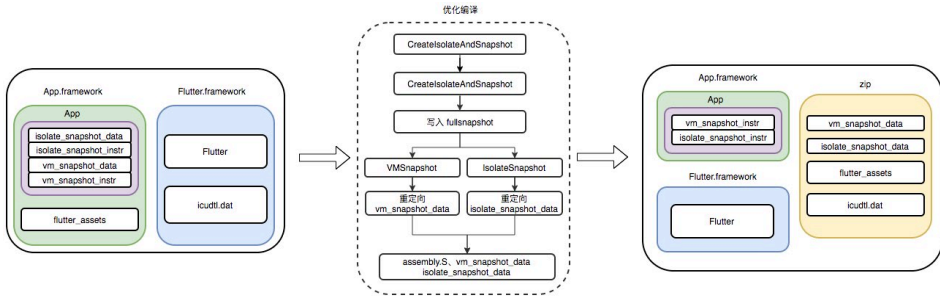 优化编译
App.framework
Flutter.framework
App
isolate_snapshot_data
isolate_snapshot_instr
vm_snapshot_data
vm_snapshot_instr
flutter_assets
Flutter
icudtl.dat
CreateIsolateAndSnapshot
CreateIsolateAndSnapshot
写入 fullsnapshot
VMSnapshot
IsolateSnapshot
重定向
vm_snapshot_data
重定向
isolate_snapshot_data
assembly.S、vm_snapshot_data
isolate_snapshot_data
App.framework
App
vm_snapshot_instr
isolate_snapshot_instr
Flutter.framework
Flutter
zip
vm_snapshot_data
isolate_snapshot_data
flutter_assets
icudtl.dat